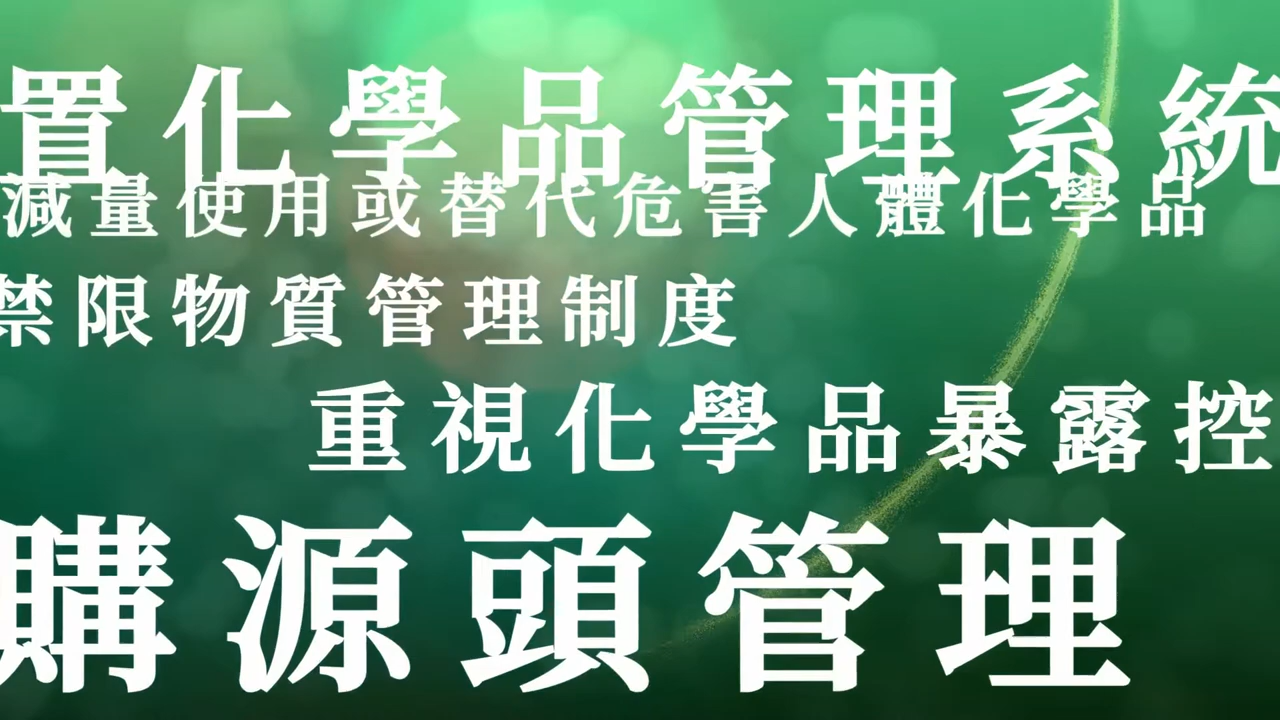 置化學品管理系統
減量使用或替代危害人體化學品
禁限物質管理制度
重視化學品暴露控
購源頭管理